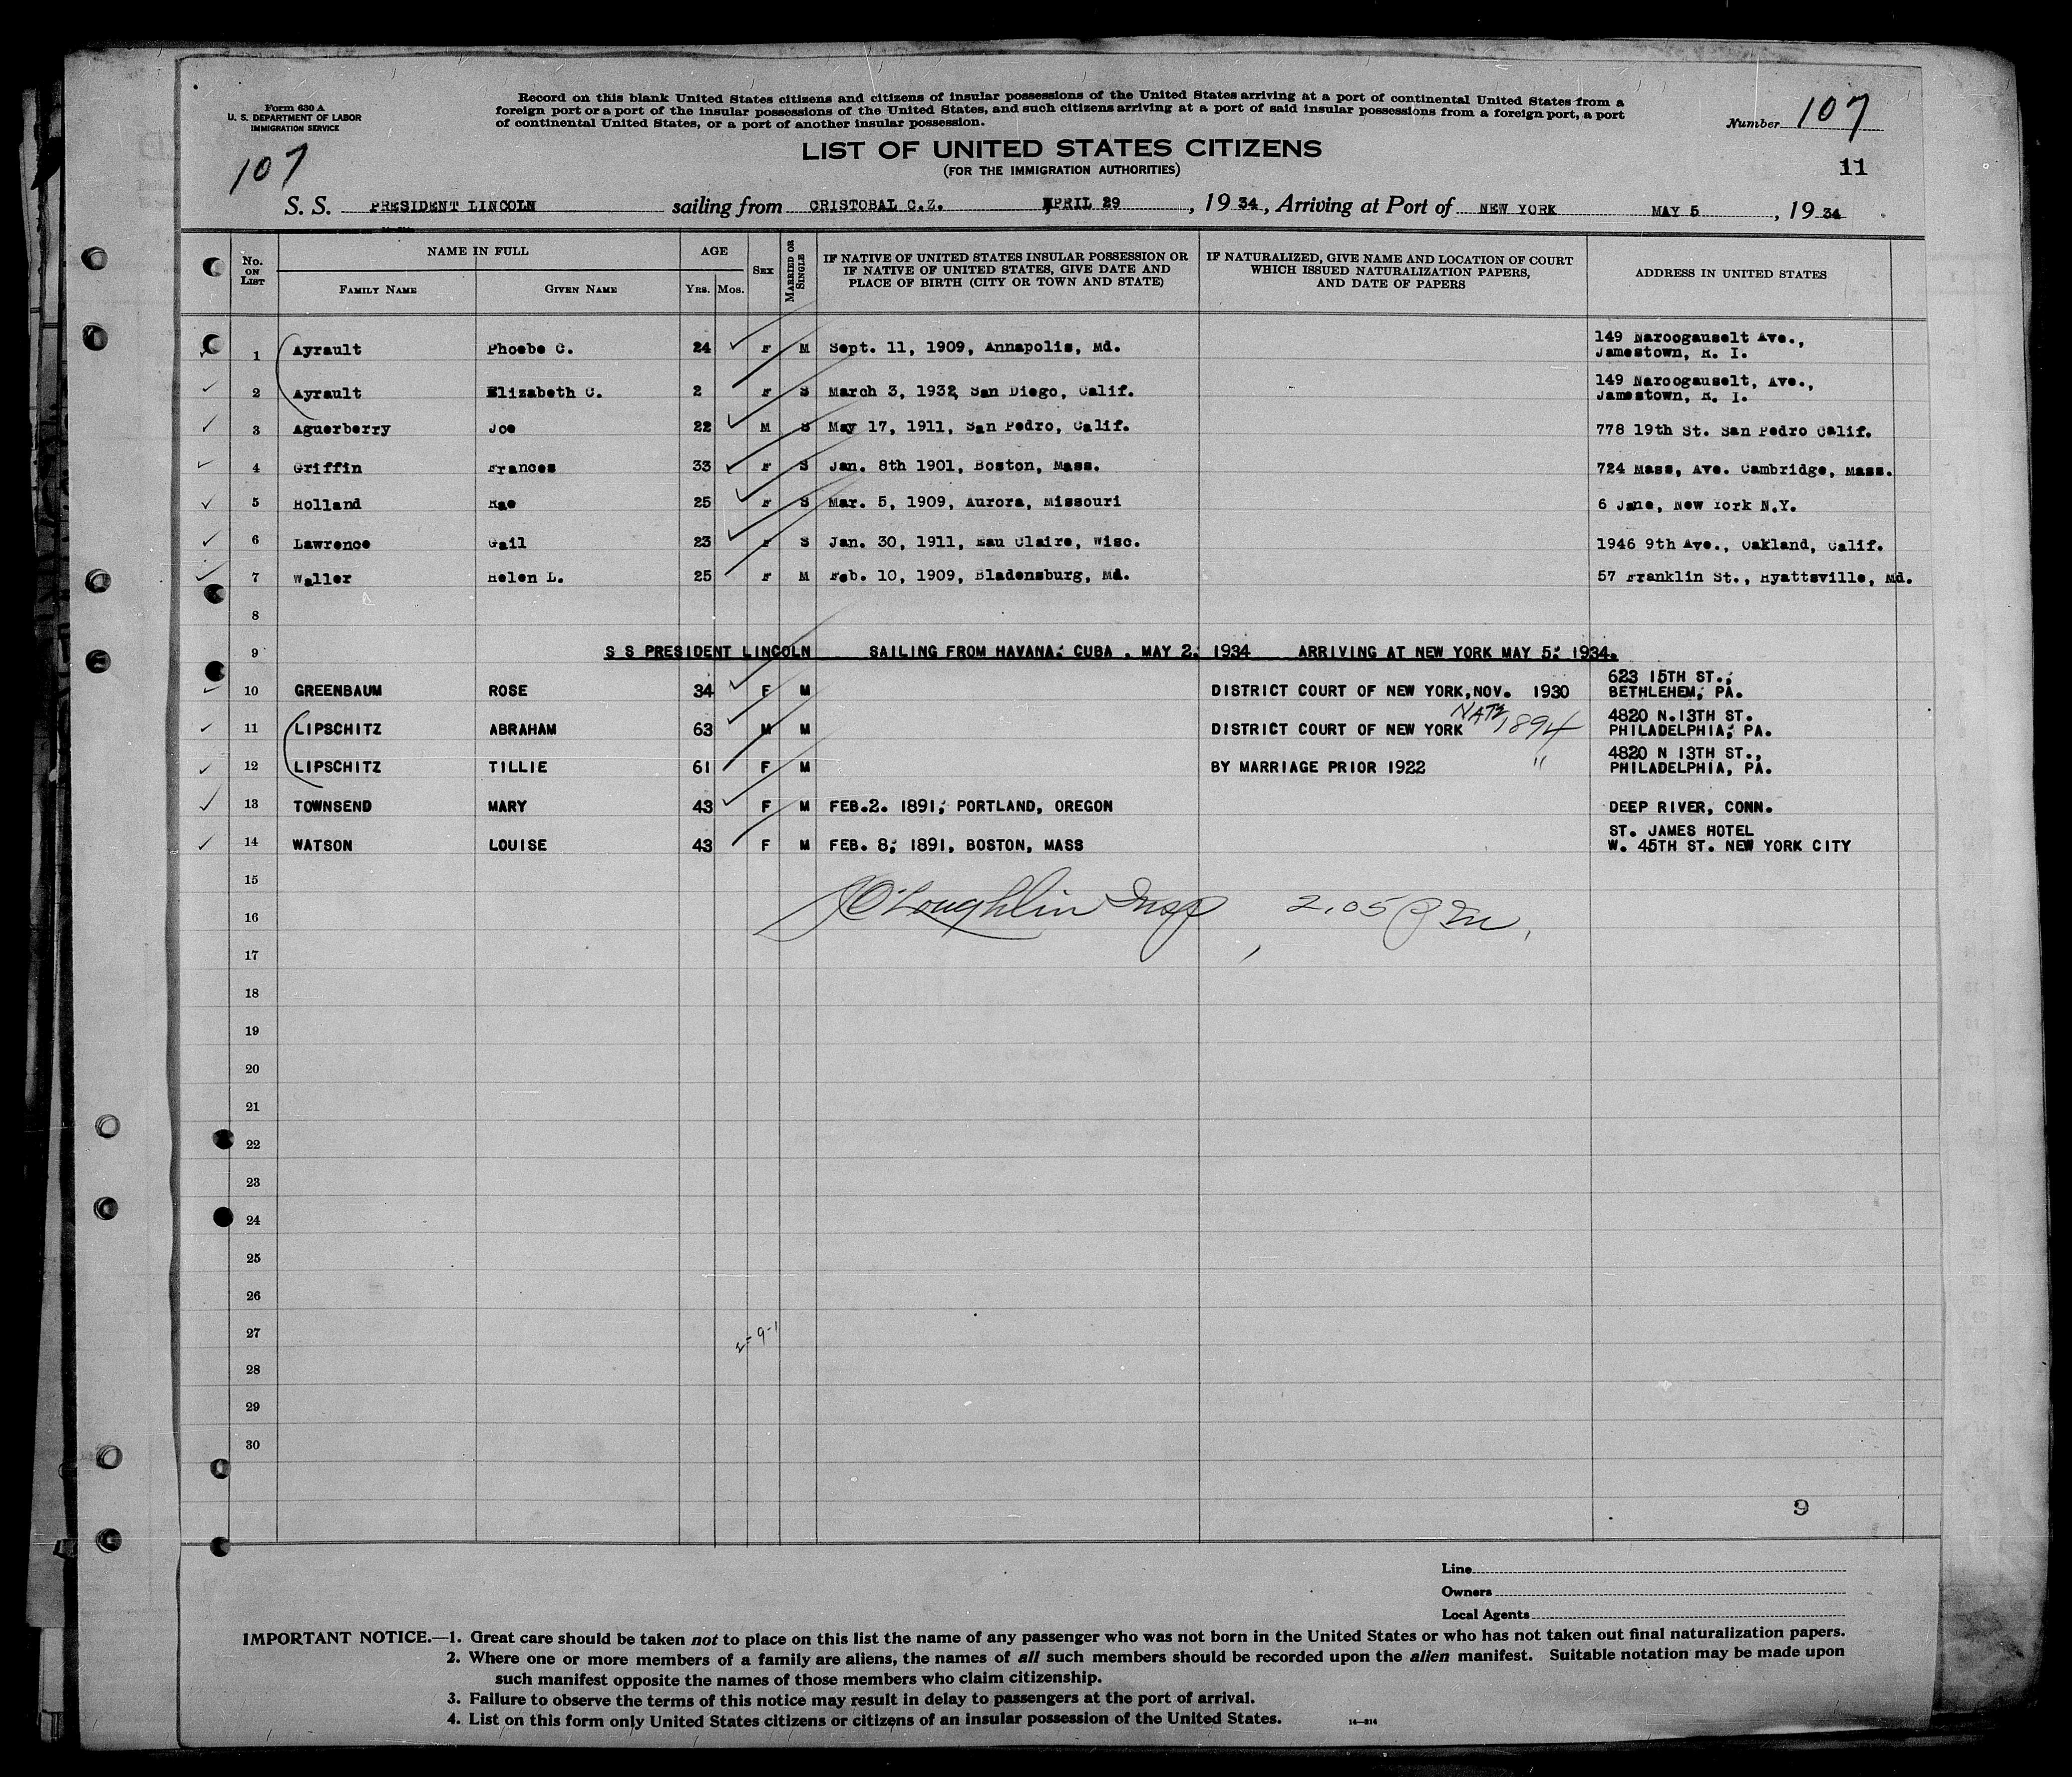 Form 630 A
U. S. DEPARTMENT OF LABOR
IMMIGRATION SERVICE
Record on this blank United States citizens and citizens of insular possessions of the United States arriving at a port of continental United States from a
foreign port or a port of the insular possessions of the United States, and such citizens arriving at a port of said insular possessions from a foreign port, a port
of continental United States, or a port of another insular possession.
Number 107
107
LIST OF UNITED STATES CITIZENS
(FOR THE IMMIGRATION AUTHORITIES)
11
S. S. PRESIDENT LINCOLN sailing from CRISTOBAL C.Z. APRIL 29, 1934, Arriving at Port of NEW YORK MAY 5, 1934
No. ON LIST
NAME IN FULL
FAMILY NAME GIVEN NAME
AGE
YRS. MOS.
SEX
MARRIED OR SINGLE
IF NATIVE OF UNITED STATES INSULAR POSSESSION OR
IF NATIVE OF UNITED STATES, GIVE DATE AND
PLACE OF BIRTH (CITY OR TOWN AND STATE)
IF NATURALIZED, GIVE NAME AND LOCATION OF COURT
WHICH ISSUED NATURALIZATION PAPERS,
AND DATE OF PAPERS
ADDRESS IN UNITED STATES
1 Ayrault Phoebe C. 24 F M Sept. 11, 1909, Annapolis, Md. 149 Naroogauselt Ave.,
Jamestown, R. I.
2 Ayrault Elizabeth C. 2 F S March 3, 1932, San Diego, Calif. 149 Naroogauselt, Ave.,
Jamestown, R. I.
3 Aguerberry Joe 22 M S May 17, 1911, San Pedro, Calif. 778 19th St. San Pedro Calif.
4 Griffin Frances 33 F S Jan. 8th 1901, Boston, Mass. 724 Mass, Ave. Cambridge, Mass.
5 Holland Rae 25 F S Mar. 5, 1909, Aurora, Missouri 6 Jane, New York N.Y.
6 Lawrence Gail 23 F S Jan. 30, 1911, Eau Claire, Wisc. 1946 9th Ave., Oakland, Calif.
7 Waller Helen L. 25 F M Feb. 10, 1909, Bladensburg, Md. 57 Franklin St., Hyattsville, Md.
8
9 S S PRESIDENT LINCOLN SAILING FROM HAVANA; CUBA , MAY 2; 1934 ARRIVING AT NEW YORK MAY 5; 1934.
10 GREENBAUM ROSE 34 F M DISTRICT COURT OF NEW YORK, NOV. 1930 623 15TH ST.;
BETHLEHEM; PA.
11 LIPSCHITZ ABRAHAM 63 M M DISTRICT COURT OF NEW YORK NATZ 1894 4820 N.13TH ST.
PHILADELPHIA; PA.
12 LIPSCHITZ TILLIE 61 F M BY MARRIAGE PRIOR 1922 " 4820 N 13TH ST.,
PHILADELPHIA, PA.
13 TOWNSEND MARY 43 F M FEB.2. 1891; PORTLAND, OREGON DEEP RIVER, CONN.
14 WATSON LOUISE 43 F M FEB. 8; 1891, BOSTON, MASS ST. JAMES HOTEL
W. 45TH ST. NEW YORK CITY
15
16 O'Loughlin Insp, 2.05 P M,
17
18
19
20
21
22
23
24
25
26
27
28
29
30
9
Line
Owners
Local Agents
IMPORTANT NOTICE.—1. Great care should be taken not to place on this list the name of any passenger who was not born in the United States or who has not taken out final naturalization papers.
2. Where one or more members of a family are aliens, the names of all such members should be recorded upon the alien manifest. Suitable notation may be made upon
such manifest opposite the names of those members who claim citizenship.
3. Failure to observe the terms of this notice may result in delay to passengers at the port of arrival.
4. List on this form only United States citizens or citizens of an insular possession of the United States.
14—214